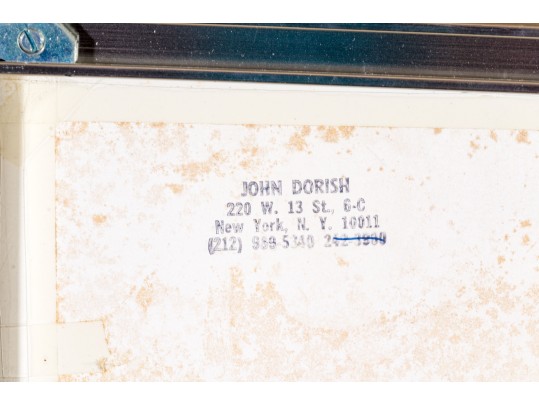 JOHN DORISH
220 W. 13 St., 6-C
New York, N. Y. 10011
(212)